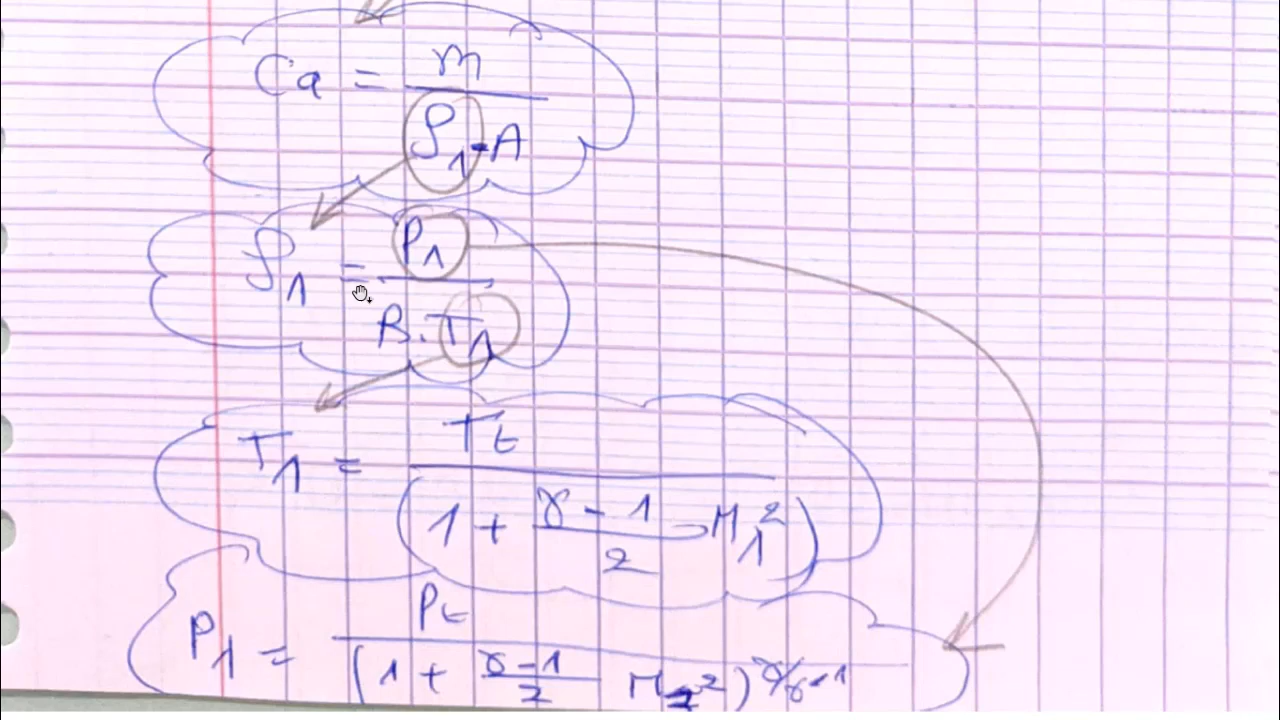 Ca = m / (ρ₁ · A)
ρ₁ = P₁ / (R · T₁)
T₁ = Tt / (1 + (γ - 1)/2 · M₁²)
P₁ = Pt / (1 + (γ - 1)/2 M₁²)^(γ/γ-1)